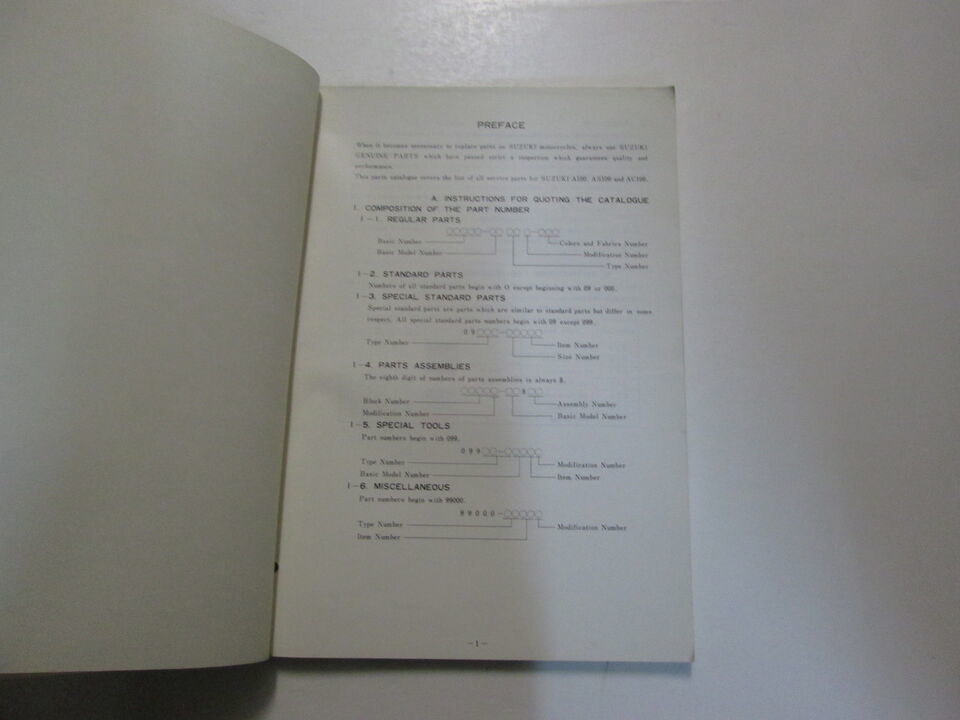 PREFACE
When it becomes necessary to replace parts on SUZUKI motorcycles, always use SUZUKI
GENUINE PARTS which have passed strict a inspection which guarantees quality and
performance.
This parts catalogue covers the list of all service parts for SUZUKI A100, AS100 and AC100.
A. INSTRUCTIONS FOR QUOTING THE CATALOGUE
1. COMPOSITION OF THE PART NUMBER
1-1. REGULAR PARTS
○○○○○-○○ ○○ ○-○○○
Basic Number
Colors and Fabrics Number
Basic Model Number
Modification Number
Type Number
1-2. STANDARD PARTS
Numbers of all standard parts begin with O except beginning with 09 or 000.
1-3. SPECIAL STANDARD PARTS
Special standard parts are parts which are similar to standard parts but differ in some
respect. All special standard parts numbers begin with 09 except 099.
09○○○-○○○○○
Type Number
Item Number
Size Number
1-4. PARTS ASSEMBLIES
The eighth digit of numbers of parts assemblies is always 8.
○○○○○-○○8○○
Block Number
Assembly Number
Modification Number
Basic Model Number
1-5. SPECIAL TOOLS
Part numbers begin with 099.
099○○-○○○○○
Type Number
Modification Number
Basic Model Number
Item Number
1-6. MISCELLANEOUS
Part numbers begin with 99000.
99000-○○○○○
Type Number
Modification Number
Item Number
-1-